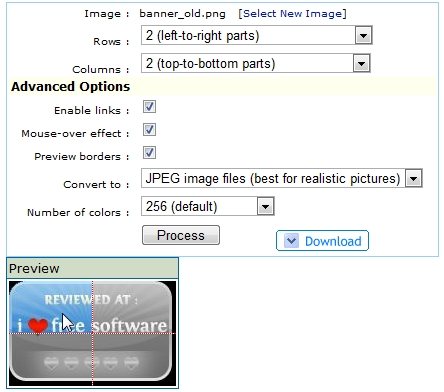 Image : banner_old.png [Select New Image]
Rows : 2 (left-to-right parts)
Columns : 2 (top-to-bottom parts)
Advanced Options
Enable links :
Mouse-over effect :
Preview borders :
Convert to : JPEG image files (best for realistic pictures)
Number of colors : 256 (default)
Process Download
Preview
REVIEWED AT :
i free software